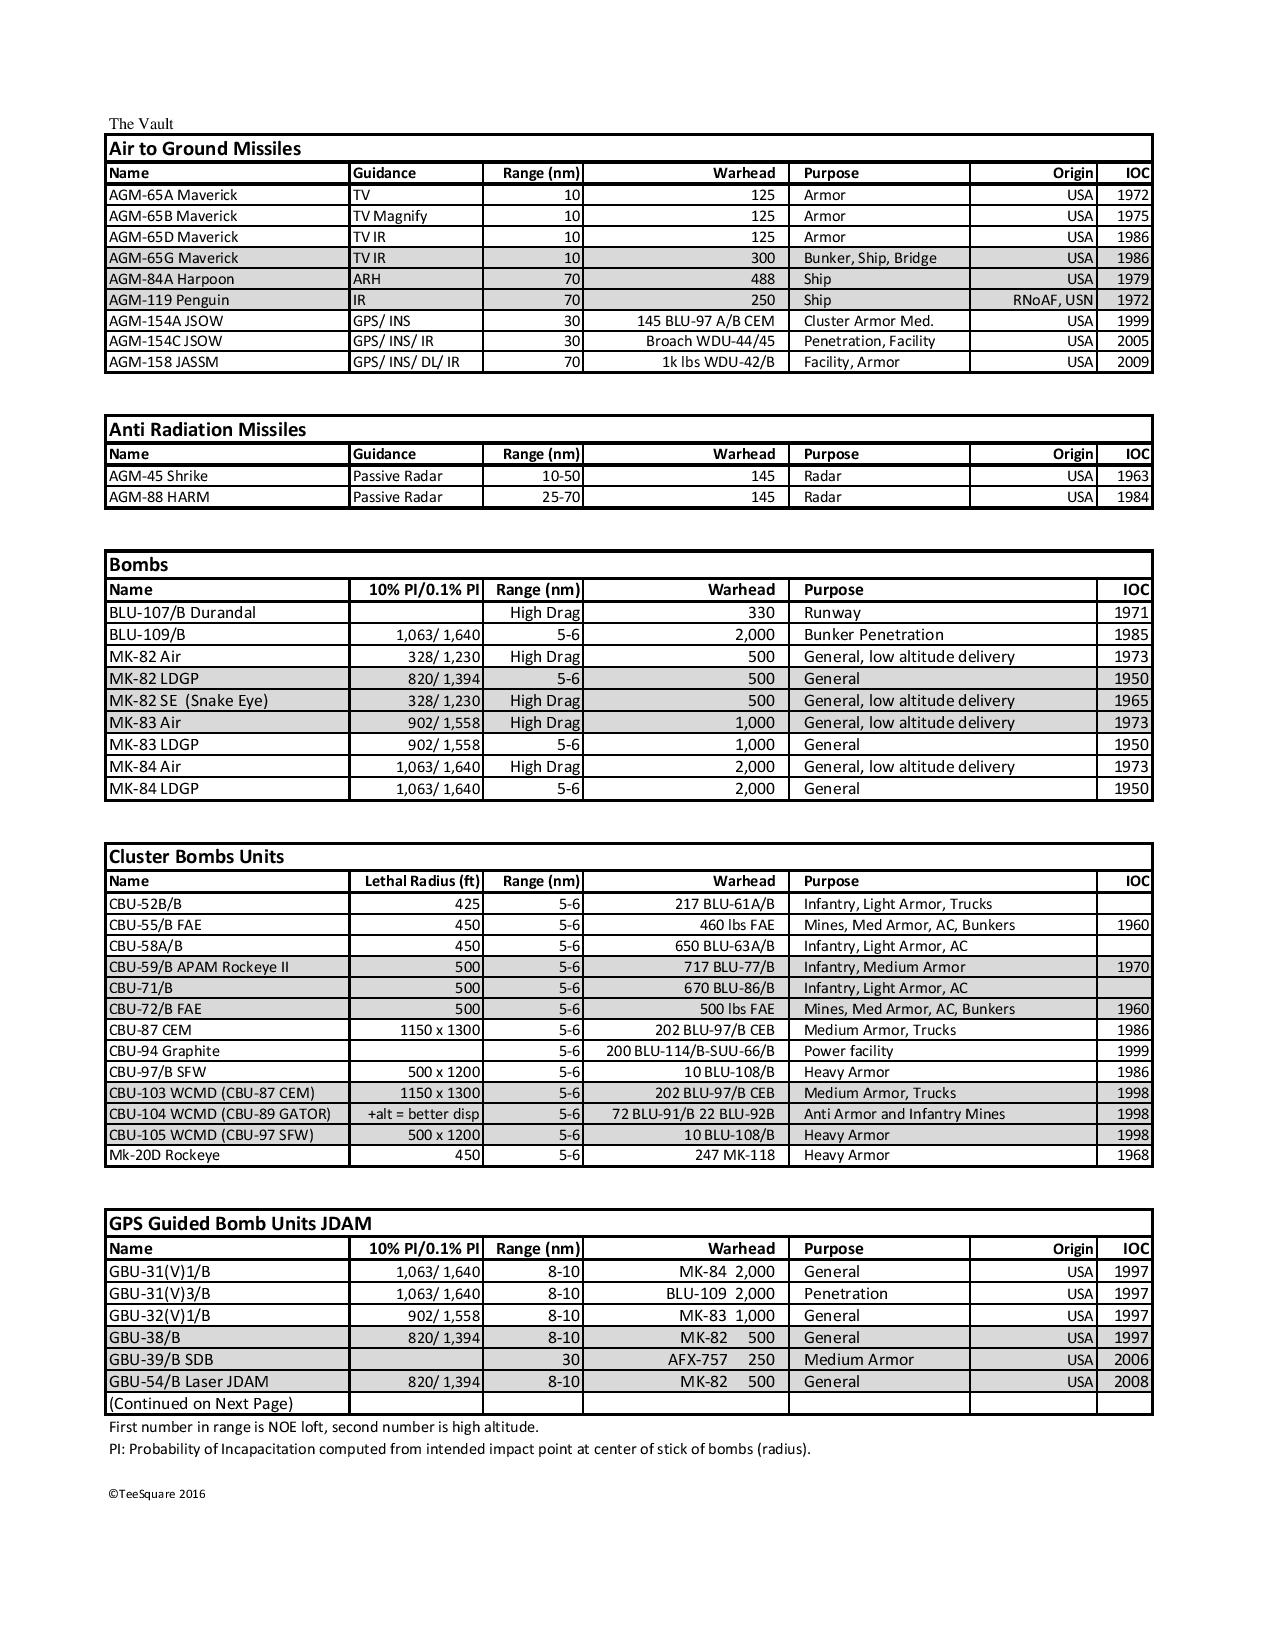 The Vault
Air to Ground Missiles
Name Guidance Range (nm) Warhead Purpose Origin IOC
AGM-65A Maverick TV 10 125 Armor USA 1972
AGM-65B Maverick TV Magnify 10 125 Armor USA 1975
AGM-65D Maverick TV IR 10 125 Armor USA 1986
AGM-65G Maverick TV IR 10 300 Bunker, Ship, Bridge USA 1986
AGM-84A Harpoon ARH 70 488 Ship USA 1979
AGM-119 Penguin IR 70 250 Ship RNoAF, USN 1972
AGM-154A JSOW GPS/ INS 30 145 BLU-97 A/B CEM Cluster Armor Med. USA 1999
AGM-154C JSOW GPS/ INS/ IR 30 Broach WDU-44/45 Penetration, Facility USA 2005
AGM-158 JASSM GPS/ INS/ DL/ IR 70 1k lbs WDU-42/B Facility, Armor USA 2009
Anti Radiation Missiles
Name Guidance Range (nm) Warhead Purpose Origin IOC
AGM-45 Shrike Passive Radar 10-50 145 Radar USA 1963
AGM-88 HARM Passive Radar 25-70 145 Radar USA 1984
Bombs
Name 10% PI/0.1% PI Range (nm) Warhead Purpose IOC
BLU-107/B Durandal High Drag 330 Runway 1971
BLU-109/B 1,063/ 1,640 5-6 2,000 Bunker Penetration 1985
MK-82 Air 328/ 1,230 High Drag 500 General, low altitude delivery 1973
MK-82 LDGP 820/ 1,394 5-6 500 General 1950
MK-82 SE (Snake Eye) 328/ 1,230 High Drag 500 General, low altitude delivery 1965
MK-83 Air 902/ 1,558 High Drag 1,000 General, low altitude delivery 1973
MK-83 LDGP 902/ 1,558 5-6 1,000 General 1950
MK-84 Air 1,063/ 1,640 High Drag 2,000 General, low altitude delivery 1973
MK-84 LDGP 1,063/ 1,640 5-6 2,000 General 1950
Cluster Bombs Units
Name Lethal Radius (ft) Range (nm) Warhead Purpose IOC
CBU-52B/B 425 5-6 217 BLU-61A/B Infantry, Light Armor, Trucks
CBU-55/B FAE 450 5-6 460 lbs FAE Mines, Med Armor, AC, Bunkers 1960
CBU-58A/B 450 5-6 650 BLU-63A/B Infantry, Light Armor, AC
CBU-59/B APAM Rockeye II 500 5-6 717 BLU-77/B Infantry, Medium Armor 1970
CBU-71/B 500 5-6 670 BLU-86/B Infantry, Light Armor, AC
CBU-72/B FAE 500 5-6 500 lbs FAE Mines, Med Armor, AC, Bunkers 1960
CBU-87 CEM 1150 x 1300 5-6 202 BLU-97/B CEB Medium Armor, Trucks 1986
CBU-94 Graphite 5-6 200 BLU-114/B-SUU-66/B Power facility 1999
CBU-97/B SFW 500 x 1200 5-6 10 BLU-108/B Heavy Armor 1986
CBU-103 WCMD (CBU-87 CEM) 1150 x 1300 5-6 202 BLU-97/B CEB Medium Armor, Trucks 1998
CBU-104 WCMD (CBU-89 GATOR) +alt = better disp 5-6 72 BLU-91/B 22 BLU-92B Anti Armor and Infantry Mines 1998
CBU-105 WCMD (CBU-97 SFW) 500 x 1200 5-6 10 BLU-108/B Heavy Armor 1998
Mk-20D Rockeye 450 5-6 247 MK-118 Heavy Armor 1968
GPS Guided Bomb Units JDAM
Name 10% PI/0.1% PI Range (nm) Warhead Purpose Origin IOC
GBU-31(V)1/B 1,063/ 1,640 8-10 MK-84 2,000 General USA 1997
GBU-31(V)3/B 1,063/ 1,640 8-10 BLU-109 2,000 Penetration USA 1997
GBU-32(V)1/B 902/ 1,558 8-10 MK-83 1,000 General USA 1997
GBU-38/B 820/ 1,394 8-10 MK-82 500 General USA 1997
GBU-39/B SDB 30 AFX-757 250 Medium Armor USA 2006
GBU-54/B Laser JDAM 820/ 1,394 8-10 MK-82 500 General USA 2008
(Continued on Next Page)
First number in range is NOE loft, second number is high altitude.
PI: Probability of Incapacitation computed from intended impact point at center of stick of bombs (radius).
©TeeSquare 2016